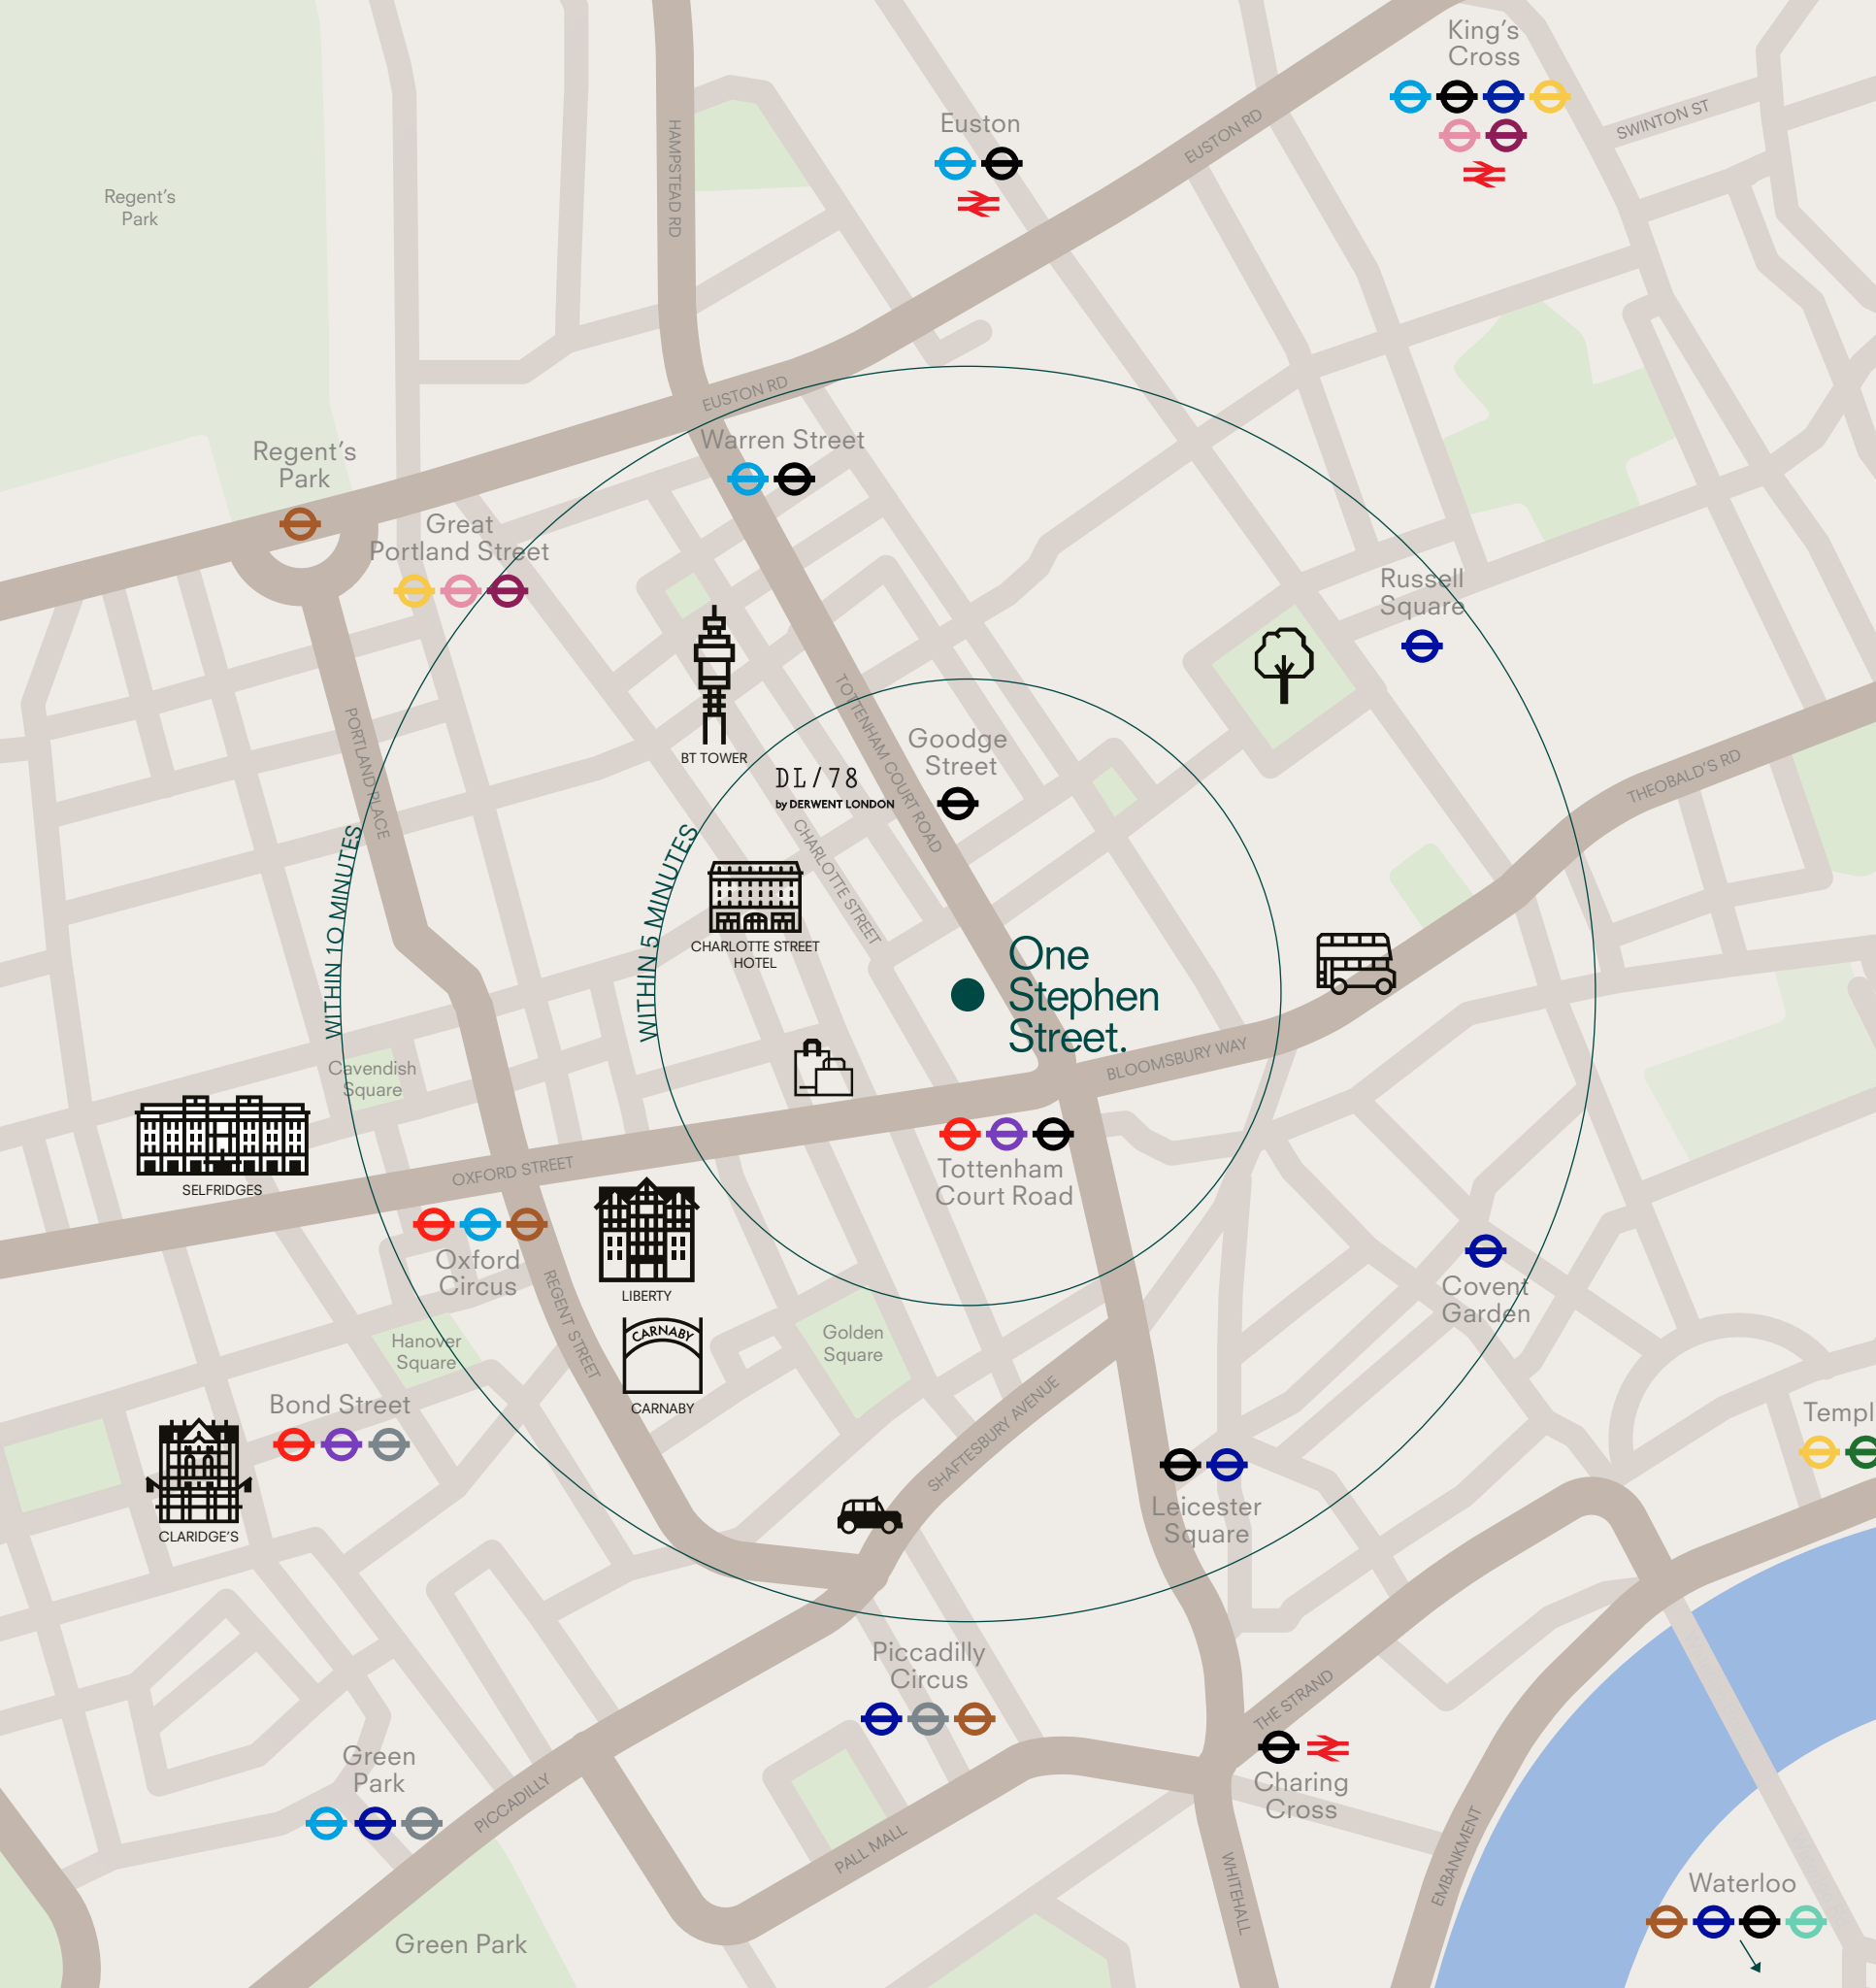 King's
Cross
SWINTON ST
EUSTON RD
Euston
HAMPSTEAD RD
Regent's
Park
EUSTON RD
Warren Street
Regent's
Park
Great
Portland Street
Russell
Square
TOTTENHAM COURT ROAD
PORTLAND PLACE
Goodge
Street
BT TOWER
DL/78
by DERWENT LONDON
THEOBALD'S RD
CHARLOTTE STREET
WITHIN 10 MINUTES
WITHIN 5 MINUTES
CHARLOTTE STREET
HOTEL
One
Stephen
Street.
BLOOMSBURY WAY
Cavendish
Square
SELFRIDGES
OXFORD STREET
Tottenham
Court Road
Oxford
Circus
LIBERTY
REGENT STREET
Covent
Garden
CARNABY
CARNABY
Hanover
Square
Golden
Square
Bond Street
SHAFTESBURY AVENUE
Templ
CLARIDGE'S
Leicester
Square
Piccadilly
Circus
THE STRAND
Green
Park
PICCADILLY
Charing
Cross
PALL MALL
WHITEHALL
EMBANKMENT
Waterloo
Green Park